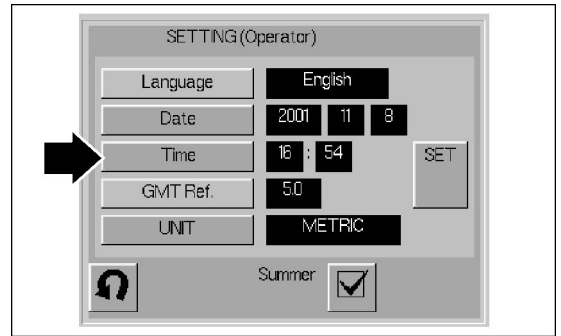 SETTING (Operator)
Language English
Date 2001 11 8
Time 16 : 54 SET
GMT Ref. 5.0
UNIT METRIC
Summer